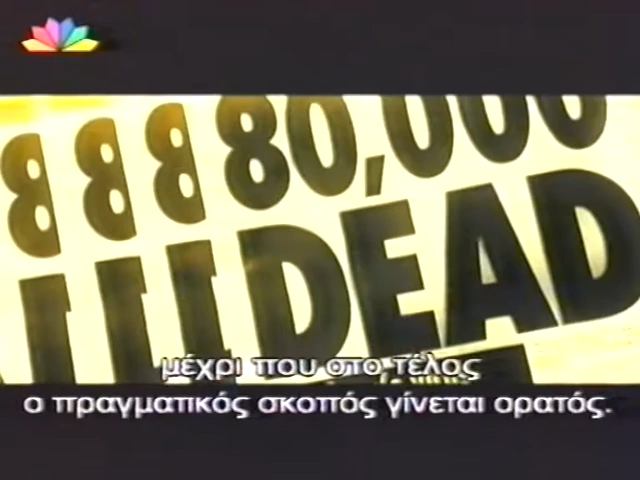 80,000
DEAD
μέχρι που στο τέλος
ο πραγματικός σκοπός γίνεται ορατός.